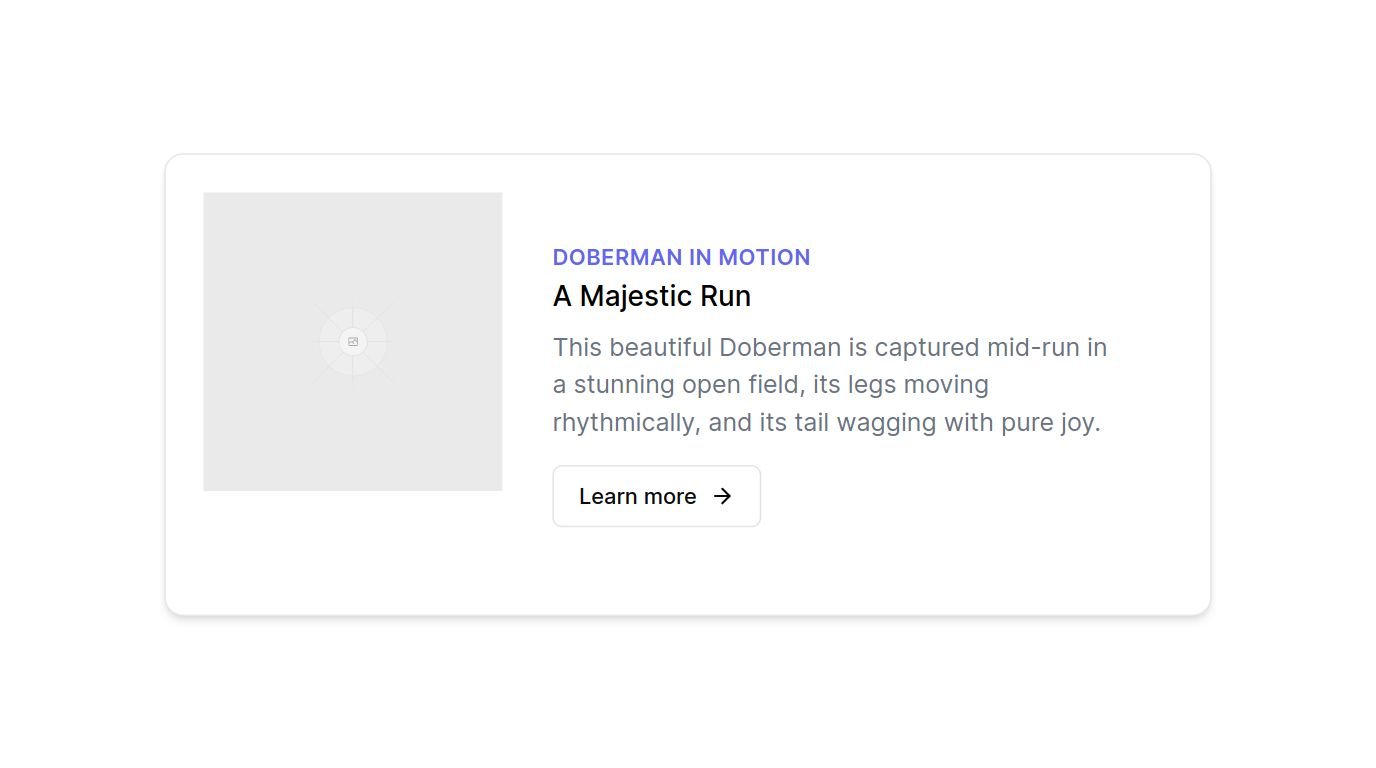 DOBERMAN IN MOTION
A Majestic Run
This beautiful Doberman is captured mid-run in
a stunning open field, its legs moving
rhythmically, and its tail wagging with pure joy.
Learn more